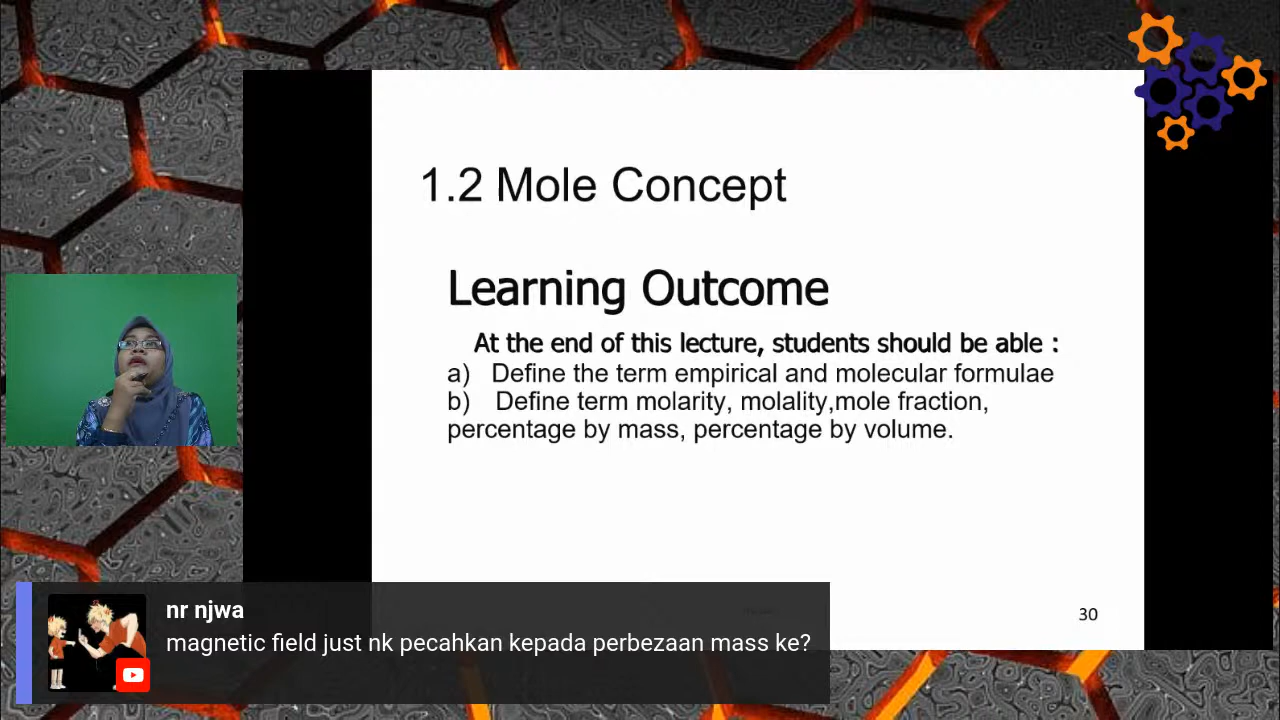 1.2 Mole Concept
Learning Outcome
At the end of this lecture, students should be able :
a) Define the term empirical and molecular formulae
b) Define term molarity, molality,mole fraction,
percentage by mass, percentage by volume.
30
nr njwa
magnetic field just nk pecahkan kepada perbezaan mass ke?